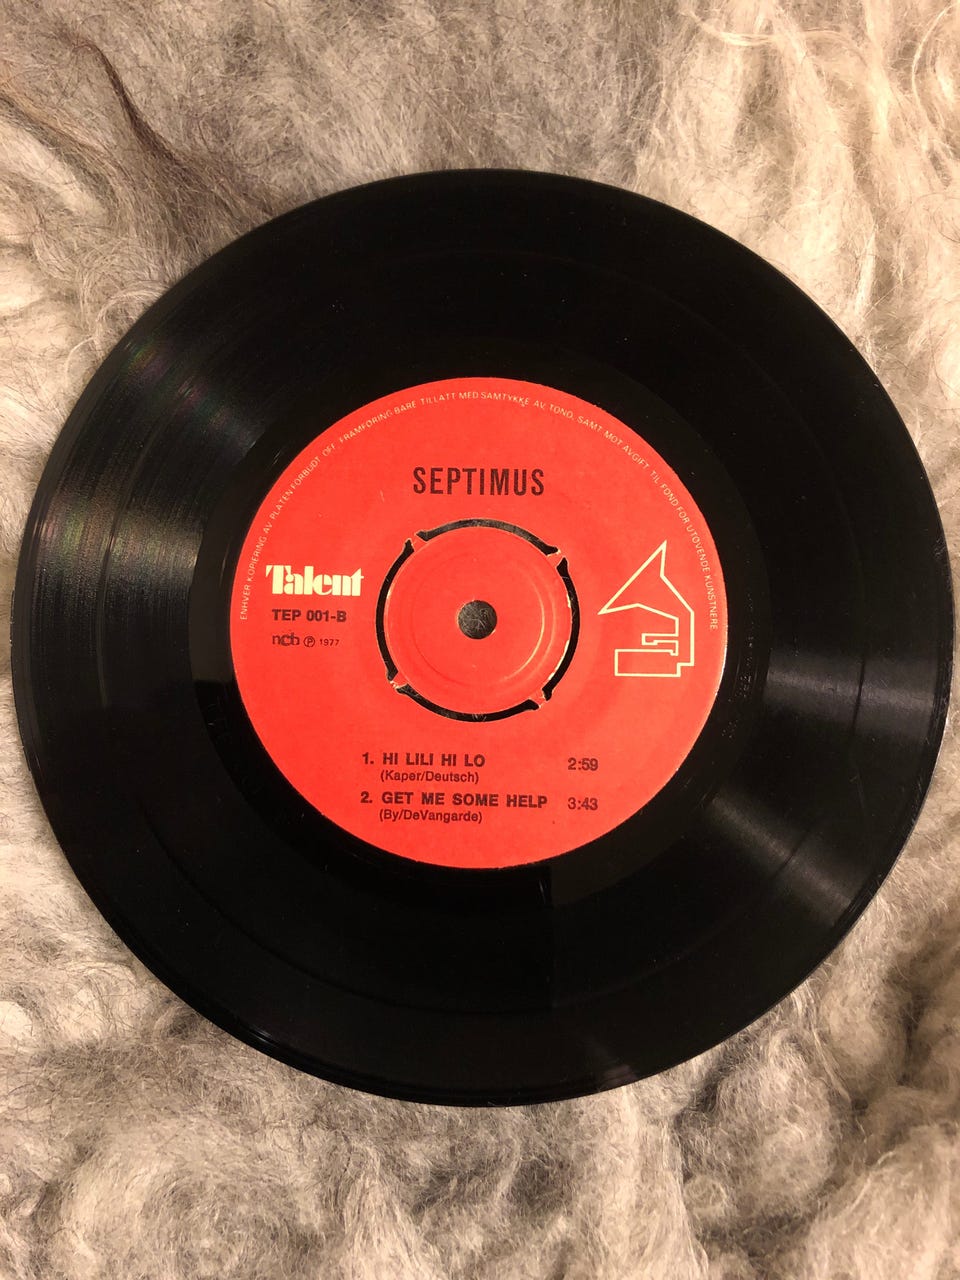 ENHVER KOPIERING AV PLATEN FORBUDT. OFF. FRAMFØRING BARE TILLATT MED SAMTYKKE AV TONO, SAMT MOT AVGIFT TIL FOND FOR UTØVENDE KUNSTNERE.
SEPTIMUS
Talent
TEP 001-B
ncb Ⓟ 1977
1. HI LILI HI LO 2:59
(Kaper/Deutsch)
2. GET ME SOME HELP 3:43
(By/DeVangarde)